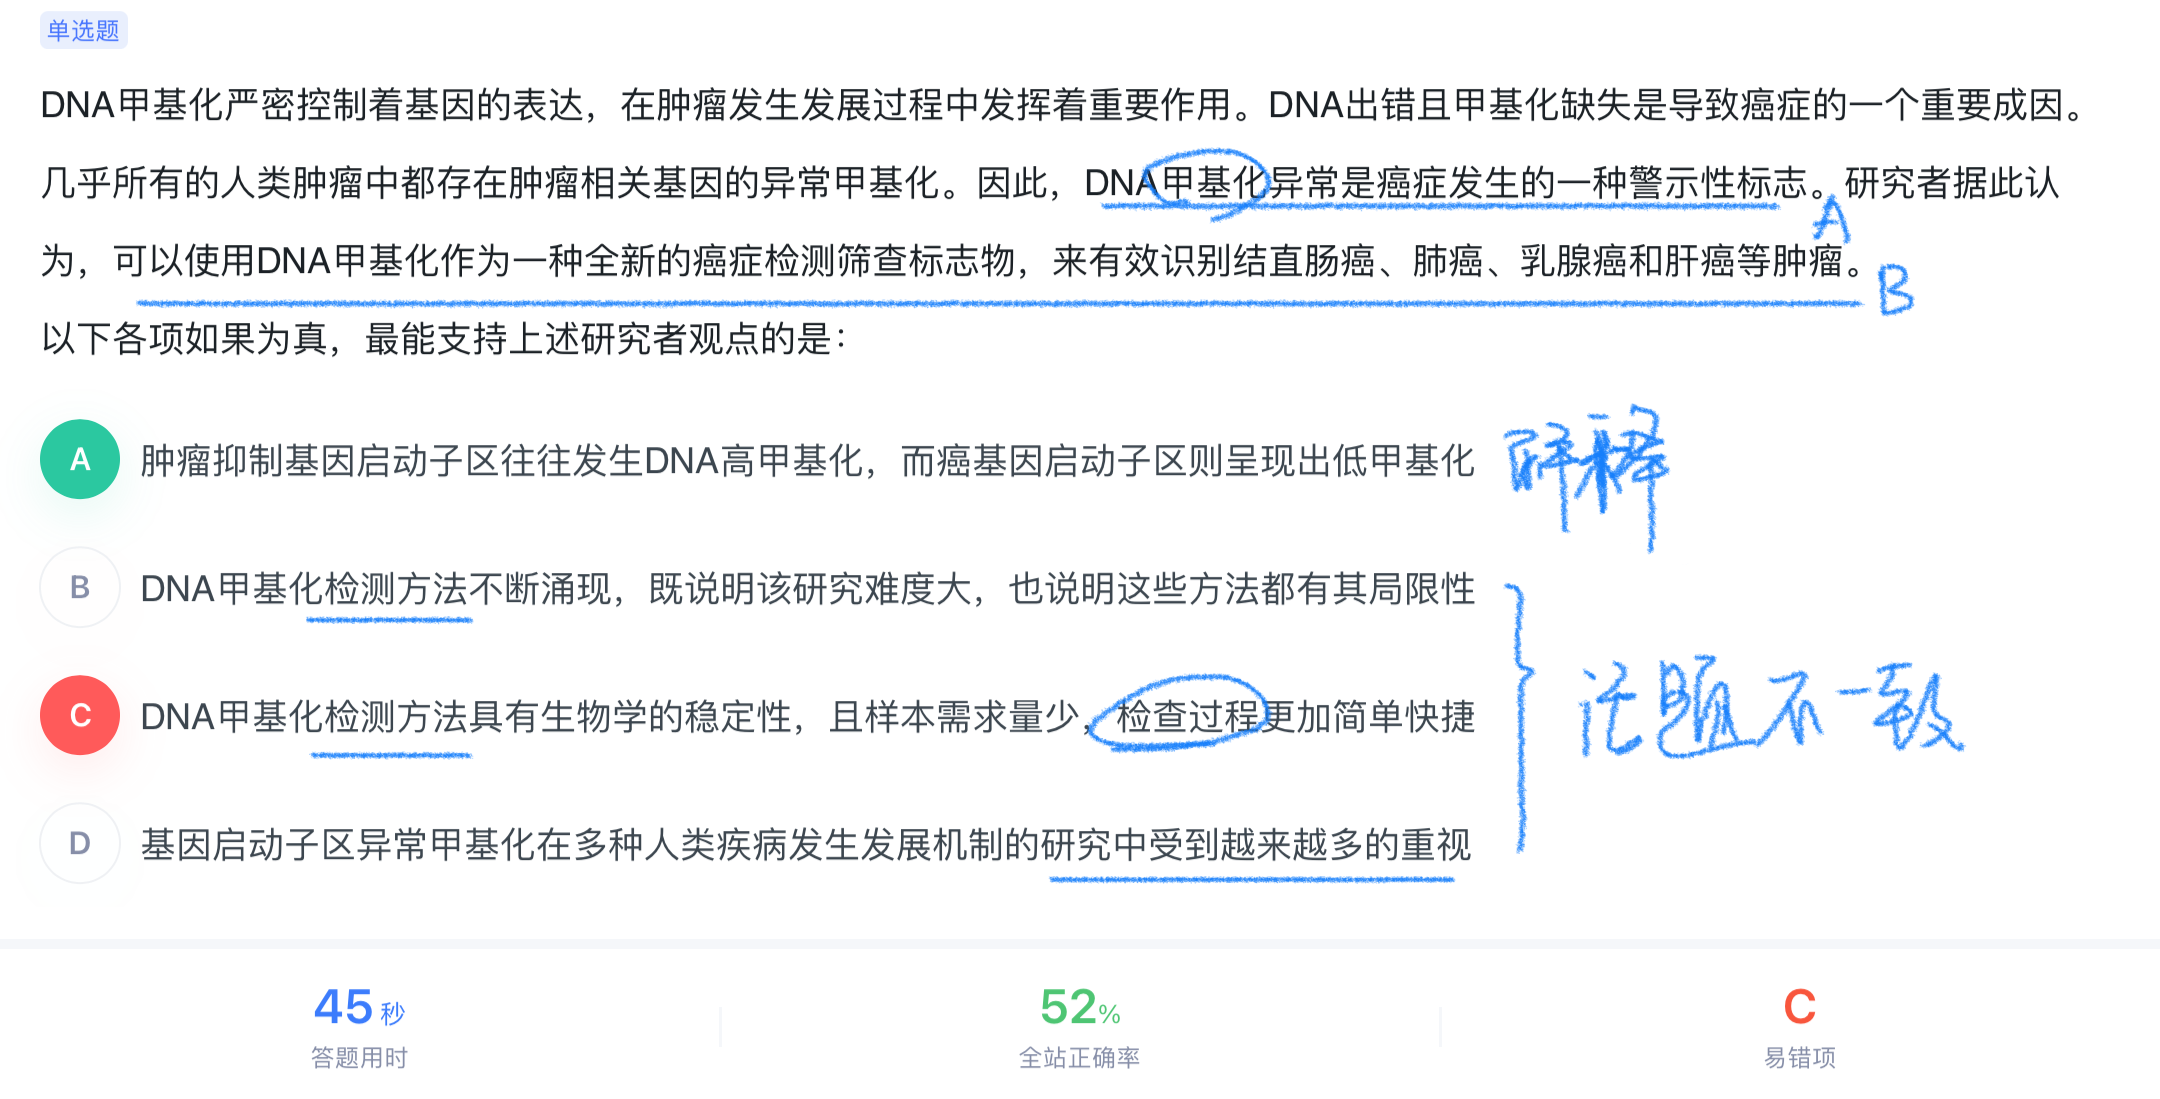 单选题
DNA甲基化严密控制着基因的表达，在肿瘤发生发展过程中发挥着重要作用。DNA出错且甲基化缺失是导致癌症的一个重要成因。
几乎所有的人类肿瘤中都存在肿瘤相关基因的异常甲基化。因此，DNA甲基化异常是癌症发生的一种警示性标志。研究者据此认
A
为，可以使用DNA甲基化作为一种全新的癌症检测筛查标志物，来有效识别结直肠癌、肺癌、乳腺癌和肝癌等肿瘤。
B
以下各项如果为真，最能支持上述研究者观点的是：
A 肿瘤抑制基因启动子区往往发生DNA高甲基化，而癌基因启动子区则呈现出低甲基化 解释
B DNA甲基化检测方法不断涌现，既说明该研究难度大，也说明这些方法都有其局限性
C DNA甲基化检测方法具有生物学的稳定性，且样本需求量少，检查过程更加简单快捷 话题不一致
D 基因启动子区异常甲基化在多种人类疾病发生发展机制的研究中受到越来越多的重视
45秒 52% C
答题用时 全站正确率 易错项